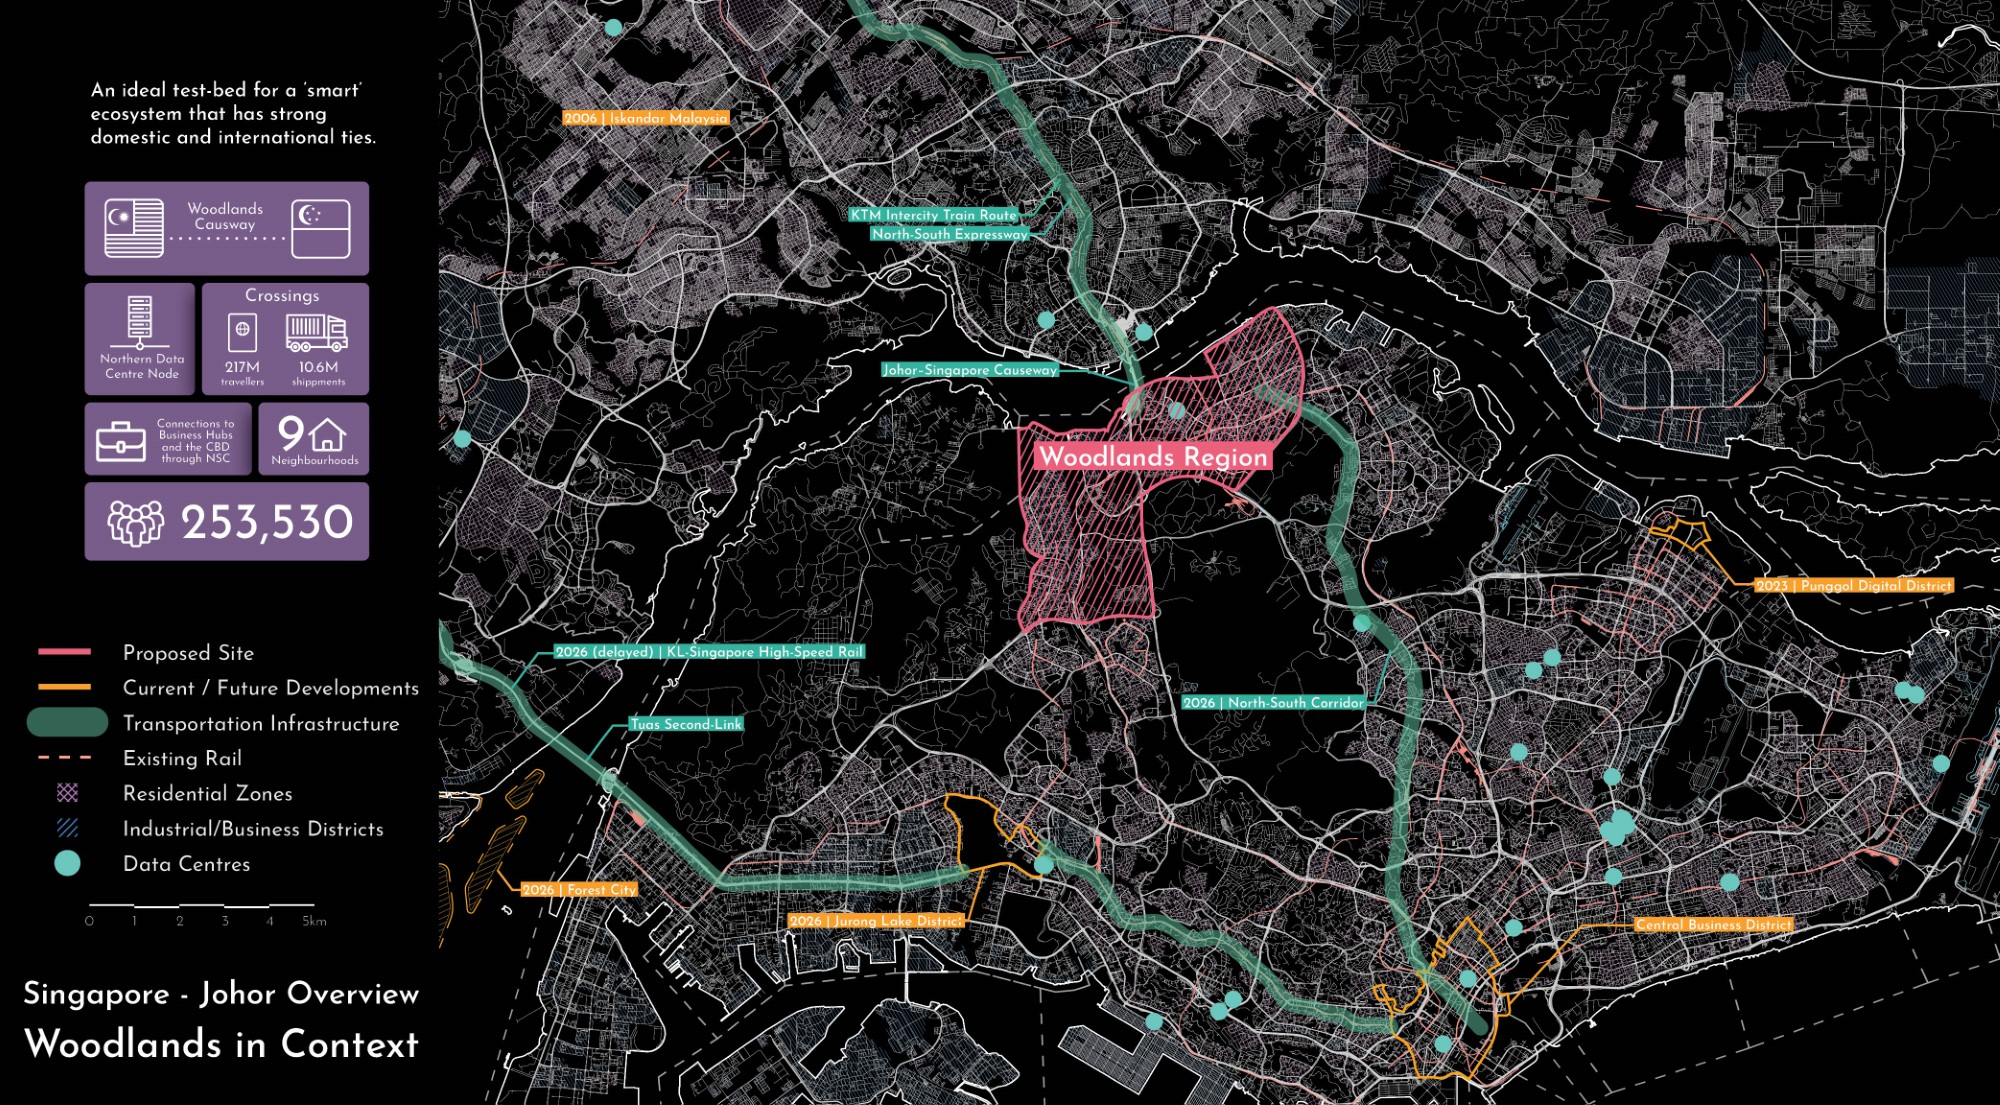 An ideal test-bed for a 'smart'
ecosystem that has strong
domestic and international ties.
Woodlands
Causway
Northern Data
Centre Node
Crossings
217M
travellers
10.6M
shippments
Connections to
Business Hubs
and the CBD
through NSC
9
Neighbourhoods
253,530
Proposed Site
Current / Future Developments
Transportation Infrastructure
Existing Rail
Residential Zones
Industrial/Business Districts
Data Centres
0 1 2 3 4 5km
Singapore - Johor Overview
Woodlands in Context
2006 | Iskandar Malaysia
KTM Intercity Train Route
North-South Expressway
Johor-Singapore Causeway
Woodlands Region
2023 | Punggol Digital District
2026 (delayed) | KL-Singapore High-Speed Rail
2026 | North-South Corridor
Tuas Second-Link
2026 | Forest City
2026 | Jurong Lake District
Central Business District